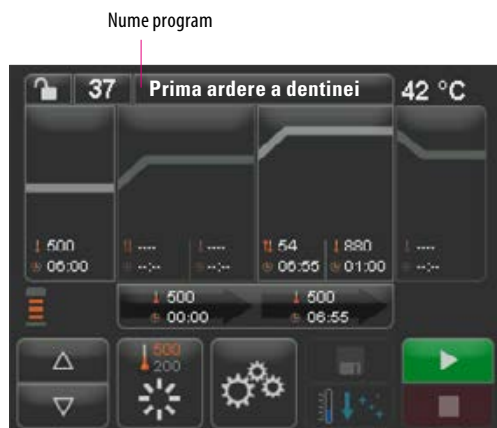 Nume program
37 Prima ardere a dentinei 42 °C
500 ---- ---- 54 880 ----
06:00 --:-- --:-- 06:55 01:00 --:--
500 500
00:00 06:55
500
200